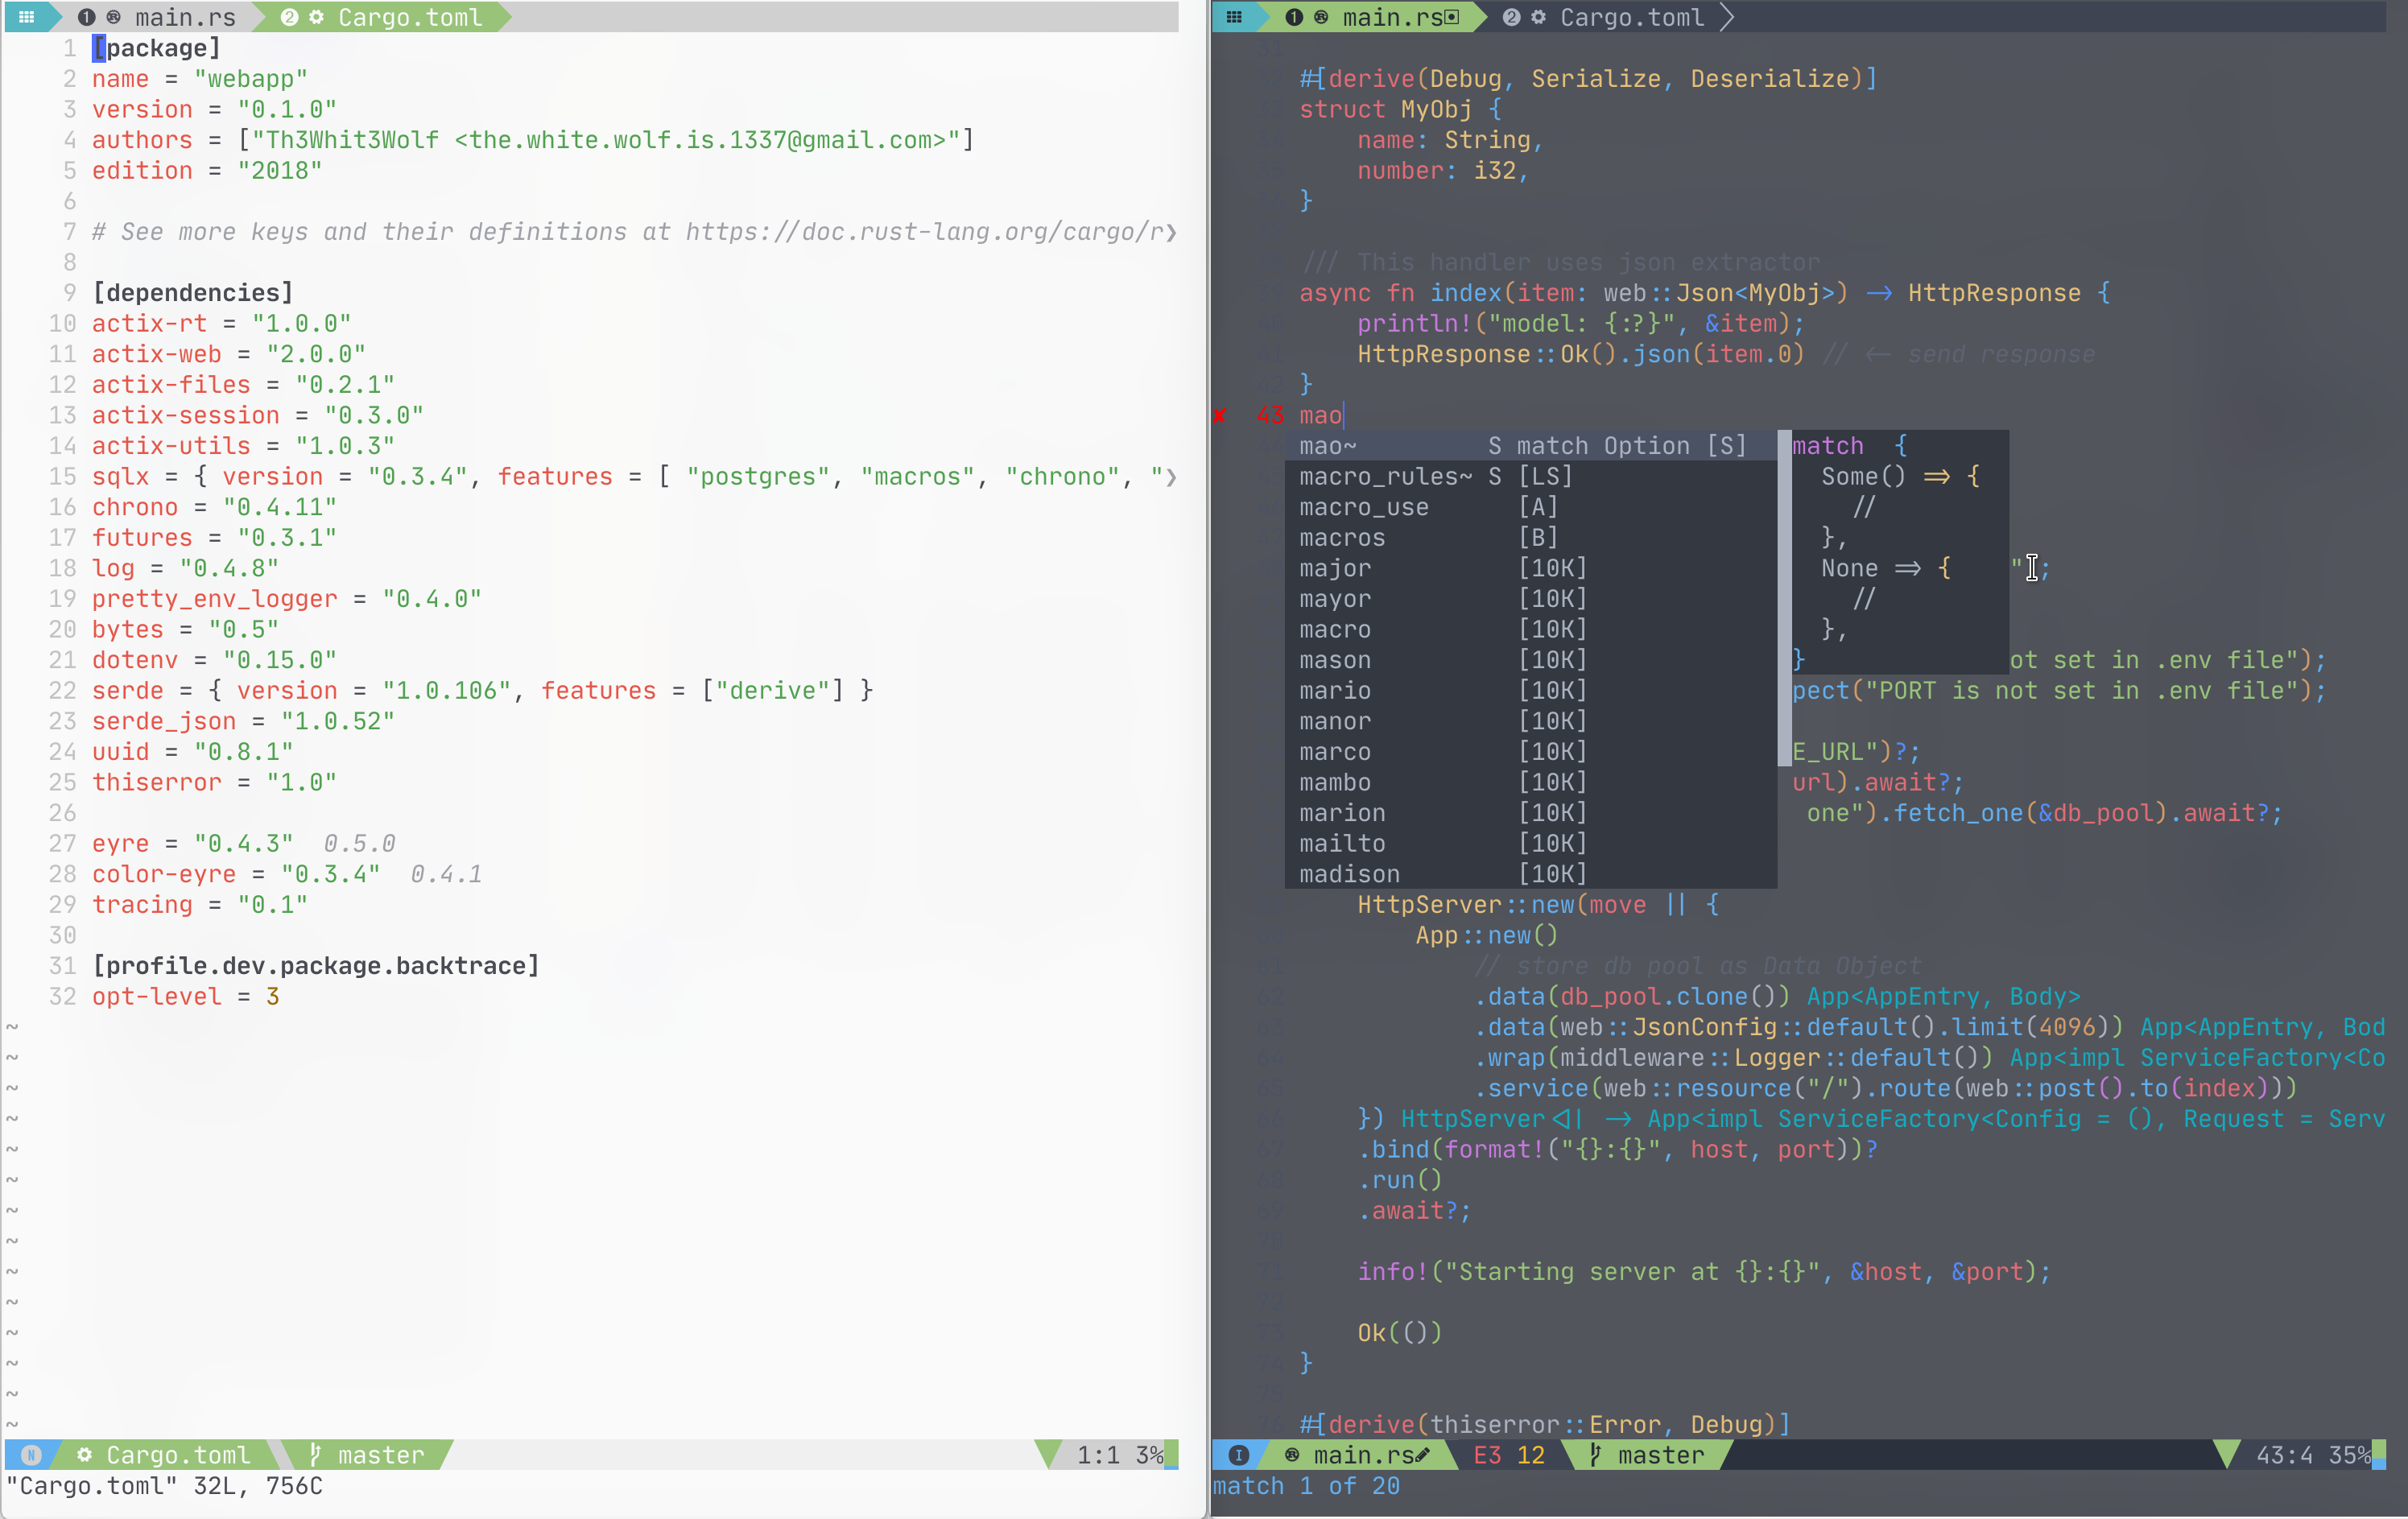 ❶ main.rs ❷ Cargo.toml
1 [package]
2 name = "webapp"
3 version = "0.1.0"
4 authors = ["Th3Whit3Wolf <the.white.wolf.is.1337@gmail.com>"]
5 edition = "2018"
6
7 # See more keys and their definitions at https://doc.rust-lang.org/cargo/r❯
8
9 [dependencies]
10 actix-rt = "1.0.0"
11 actix-web = "2.0.0"
12 actix-files = "0.2.1"
13 actix-session = "0.3.0"
14 actix-utils = "1.0.3"
15 sqlx = { version = "0.3.4", features = [ "postgres", "macros", "chrono", "❯
16 chrono = "0.4.11"
17 futures = "0.3.1"
18 log = "0.4.8"
19 pretty_env_logger = "0.4.0"
20 bytes = "0.5"
21 dotenv = "0.15.0"
22 serde = { version = "1.0.106", features = ["derive"] }
23 serde_json = "1.0.52"
24 uuid = "0.8.1"
25 thiserror = "1.0"
26
27 eyre = "0.4.3"  0.5.0
28 color-eyre = "0.3.4"  0.4.1
29 tracing = "0.1"
30
31 [profile.dev.package.backtrace]
32 opt-level = 3
~
~
~
~
~
~
~
~
~
~
~
~
~
~
N Cargo.toml master 1:1 3%
"Cargo.toml" 32L, 756C
❶ main.rs ❷ Cargo.toml
#[derive(Debug, Serialize, Deserialize)]
struct MyObj {
name: String,
number: i32,
}
/// This handler uses json extractor
async fn index(item: web::Json<MyObj>) -> HttpResponse {
println!("model: {:?}", &item);
HttpResponse::Ok().json(item.0) // <- send response
}
✘ 43 mao
mao~ S match Option [S]
macro_rules~ S [LS]
macro_use [A]
macros [B]
major [10K]
mayor [10K]
macro [10K]
mason [10K]
mario [10K]
manor [10K]
marco [10K]
mambo [10K]
marion [10K]
mailto [10K]
madison [10K]
match {
Some() => {
//
},
None => { ";
//
},
} ot set in .env file");
pect("PORT is not set in .env file");
E_URL")?;
url).await?;
one").fetch_one(&db_pool).await?;
HttpServer::new(move || {
App::new()
// store db pool as Data Object
.data(db_pool.clone()) App<AppEntry, Body>
.data(web::JsonConfig::default().limit(4096)) App<AppEntry, Bod
.wrap(middleware::Logger::default()) App<impl ServiceFactory<Co
.service(web::resource("/").route(web::post().to(index)))
}) HttpServer<|| -> App<impl ServiceFactory<Config = (), Request = Serv
.bind(format!("{}:{}", host, port))?
.run()
.await?;
info!("Starting server at {}:{}", &host, &port);
Ok(())
}
#[derive(thiserror::Error, Debug)]
I main.rs E3 12 master 43:4 35%
match 1 of 20